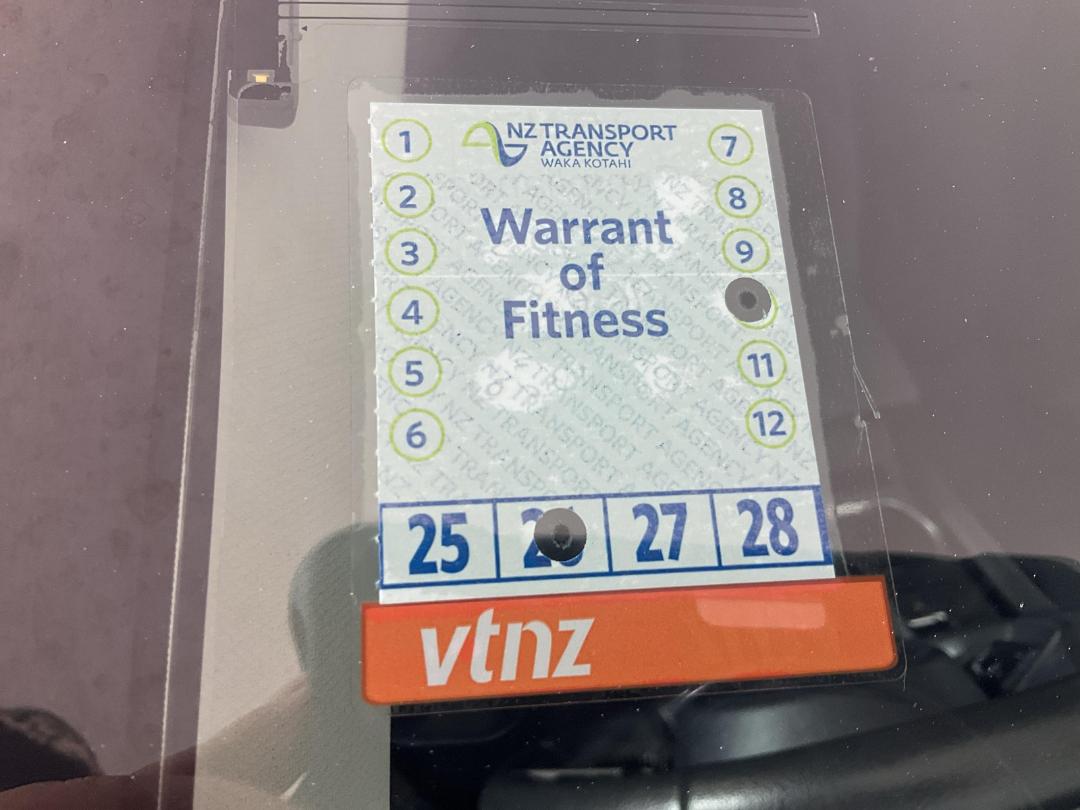 NZ TRANSPORT
AGENCY
WAKA KOTAHI
1
2
3
4
5
6
Warrant
of
Fitness
7
8
9
11
12
25
27
28
vtnz